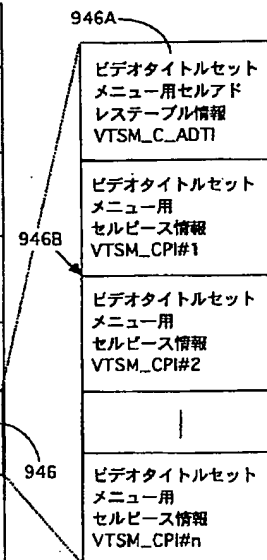 946A
ビデオタイトルセット
メニュー用セルアド
レステーブル情報
VTSM_C_ADTI
ビデオタイトルセット
メニュー用
セルピース情報
VTSM_CPI#1
946B
ビデオタイトルセット
メニュー用
セルピース情報
VTSM_CPI#2
946
ビデオタイトルセット
メニュー用
セルピース情報
VTSM_CPI#n